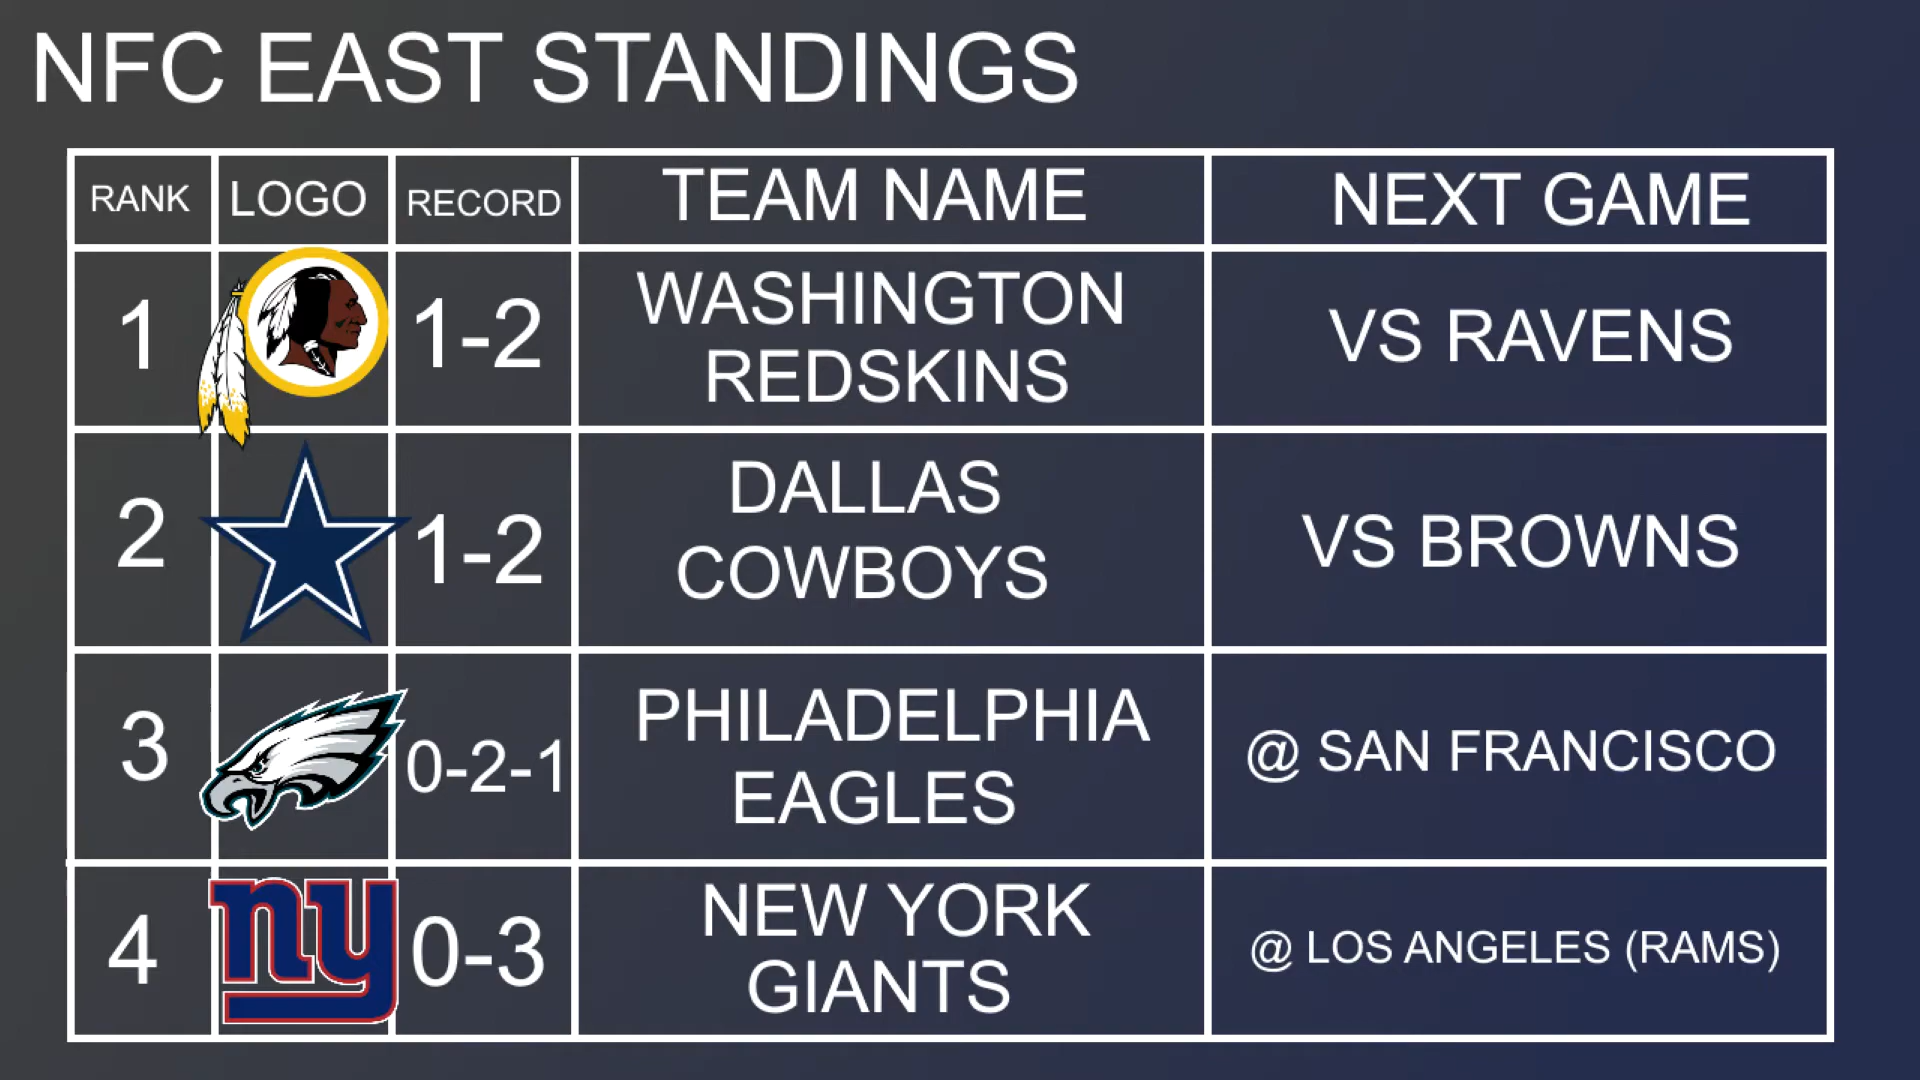 NFC EAST STANDINGS
RANK LOGO RECORD TEAM NAME NEXT GAME
1 1-2 WASHINGTON REDSKINS VS RAVENS
2 1-2 DALLAS COWBOYS VS BROWNS
3 0-2-1 PHILADELPHIA EAGLES @ SAN FRANCISCO
4 ny 0-3 NEW YORK GIANTS @ LOS ANGELES (RAMS)